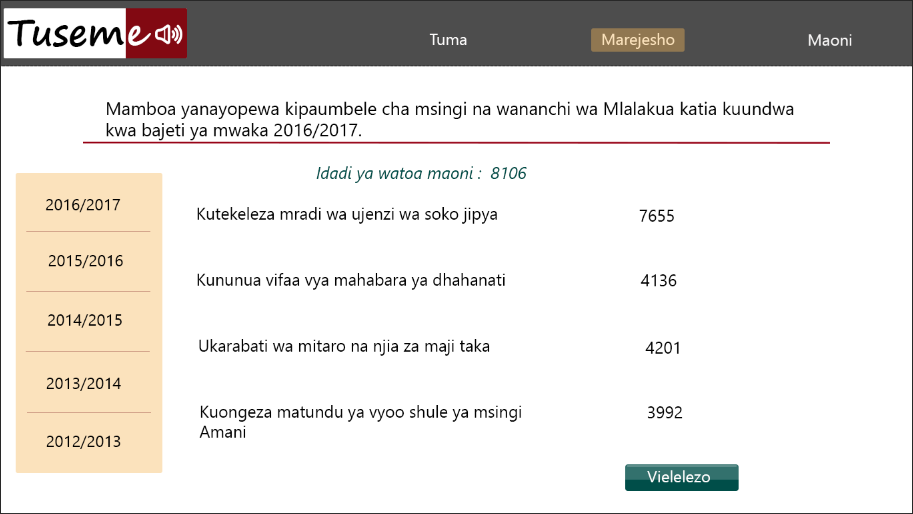 Tuseme
Tuma
Marejesho
Maoni
Mamboa yanayopewa kipaumbele cha msingi na wananchi wa Mlalakua katia kuundwa
kwa bajeti ya mwaka 2016/2017.
Idadi ya watoa maoni : 8106
2016/2017
2015/2016
2014/2015
2013/2014
2012/2013
Kutekeleza mradi wa ujenzi wa soko jipya 7655
Kununua vifaa vya mahabara ya dhahanati 4136
Ukarabati wa mitaro na njia za maji taka 4201
Kuongeza matundu ya vyoo shule ya msingi 3992
Amani
Vielelezo